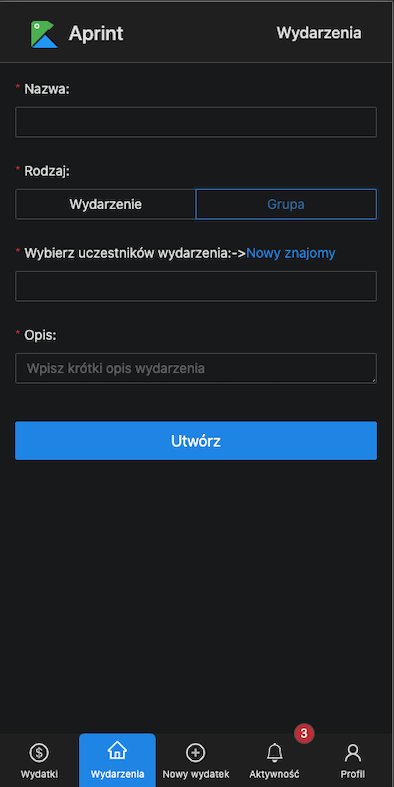 Aprint
Wydarzenia
* Nazwa:
* Rodzaj:
Wydarzenie
Grupa
* Wybierz uczestników wydarzenia:->Nowy znajomy
* Opis:
Wpisz krótki opis wydarzenia
Utwórz
3
Wydatki
Wydarzenia
Nowy wydatek
Aktywność
Profil